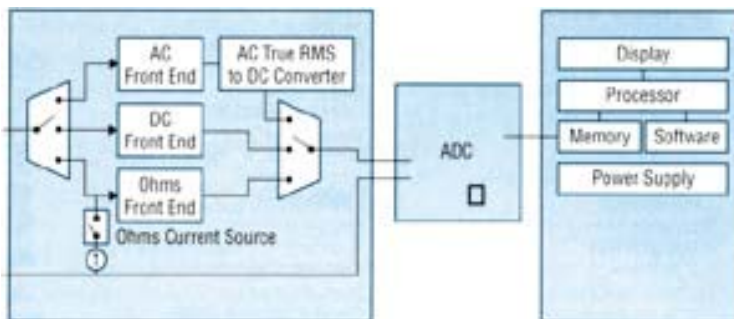 AC
Front End
AC True RMS
to DC Converter
DC
Front End
Ohms
Front End
Ohms Current Source
ADC
Display
Processor
Memory
Software
Power Supply